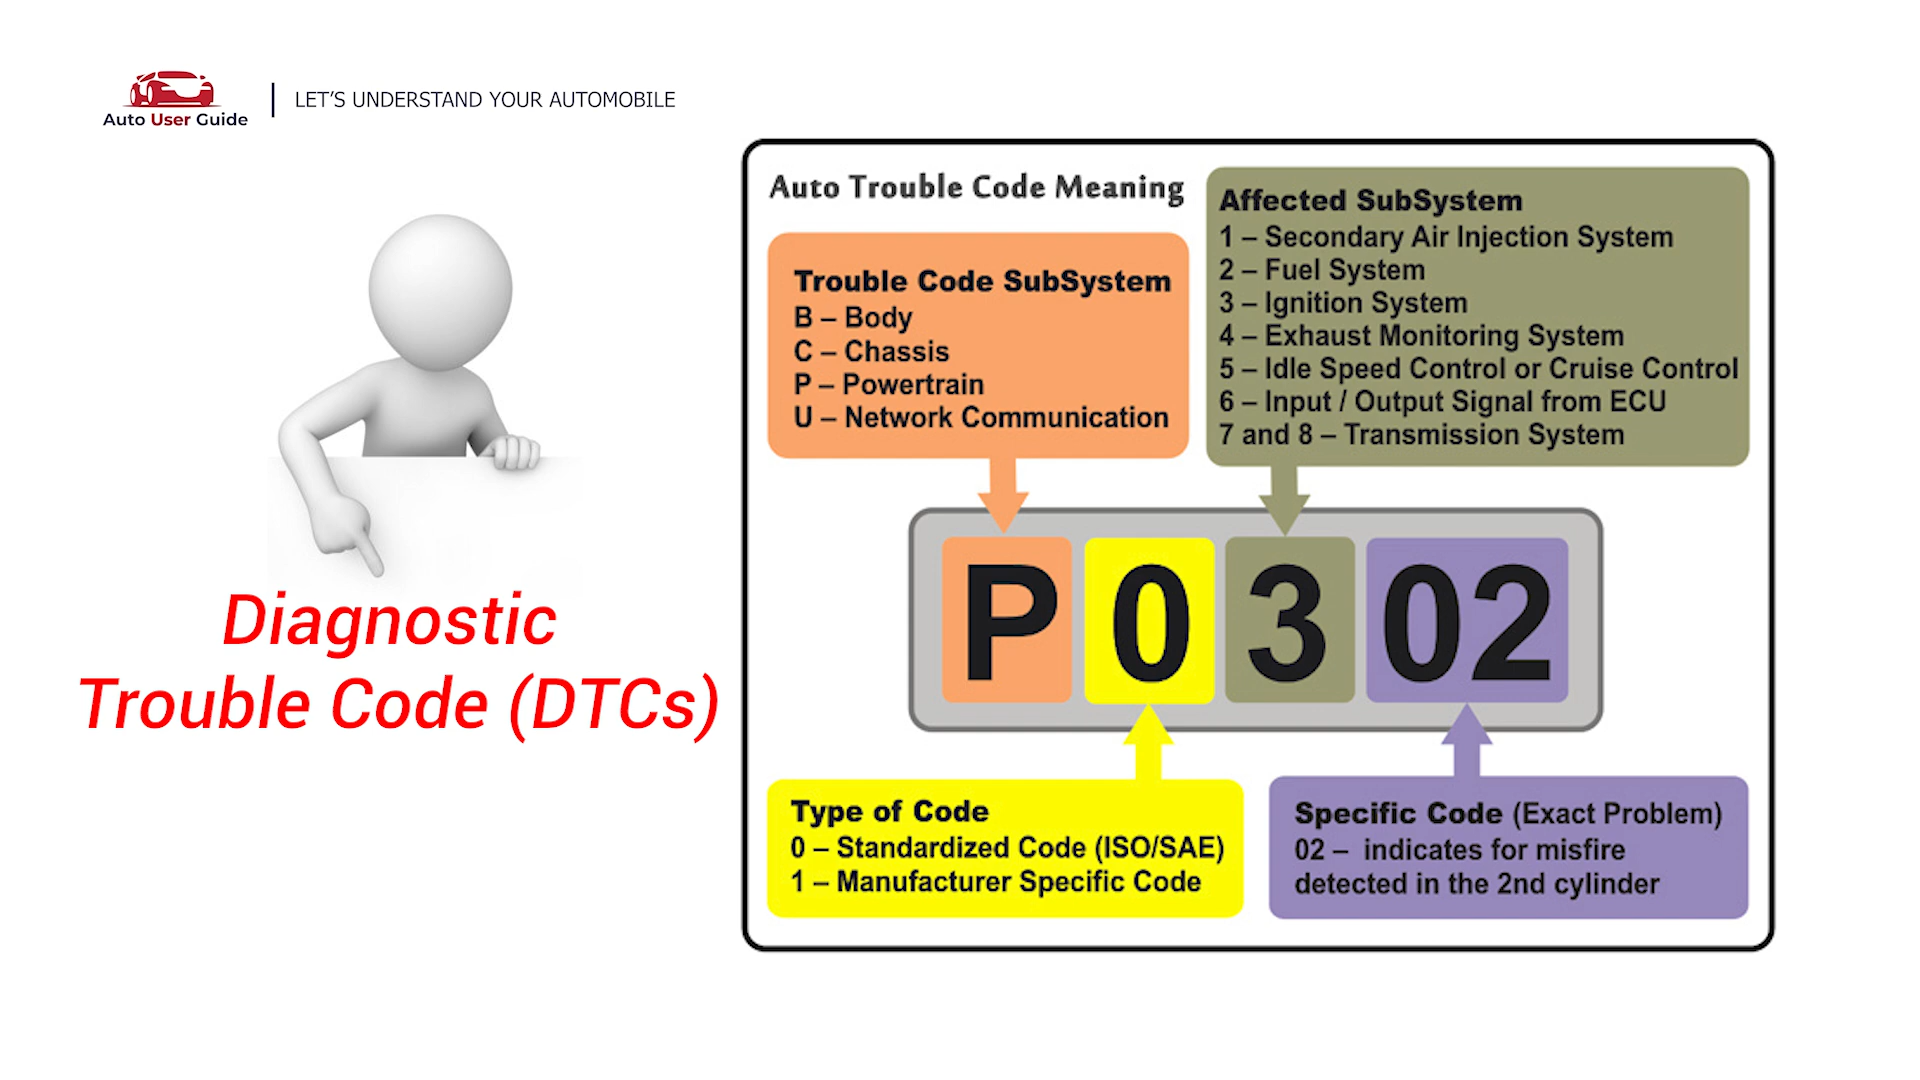 Auto User Guide
LET'S UNDERSTAND YOUR AUTOMOBILE
Diagnostic
Trouble Code (DTCs)
Auto Trouble Code Meaning
Trouble Code SubSystem
B – Body
C – Chassis
P – Powertrain
U – Network Communication
Affected SubSystem
1 – Secondary Air Injection System
2 – Fuel System
3 – Ignition System
4 – Exhaust Monitoring System
5 – Idle Speed Control or Cruise Control
6 – Input / Output Signal from ECU
7 and 8 – Transmission System
P 0 3 02
Type of Code
0 – Standardized Code (ISO/SAE)
1 – Manufacturer Specific Code
Specific Code (Exact Problem)
02 – indicates for misfire
detected in the 2nd cylinder